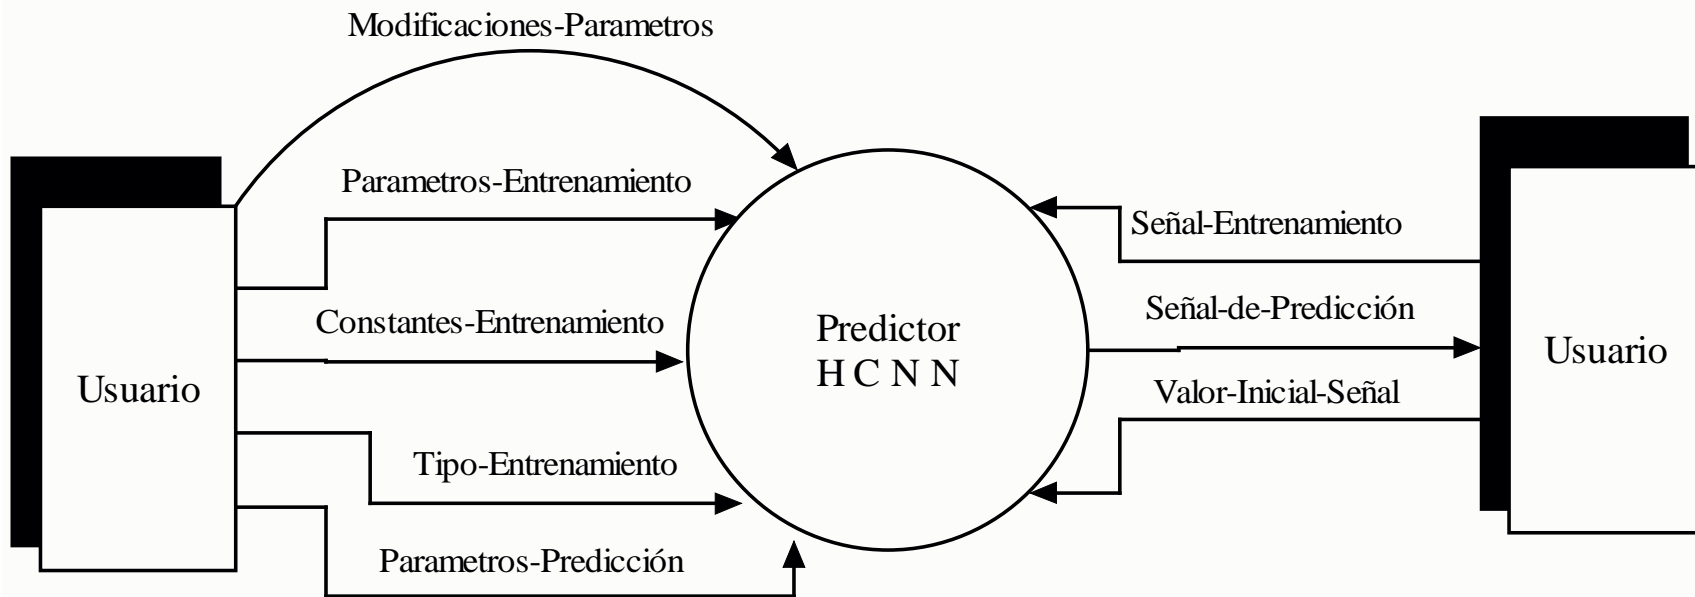 Modificaciones-Parametros
Parametros-Entrenamiento
Constantes-Entrenamiento
Usuario
Tipo-Entrenamiento
Parametros-Predicción
Predictor
H C N N
Señal-Entrenamiento
Señal-de-Predicción
Valor-Inicial-Señal
Usuario